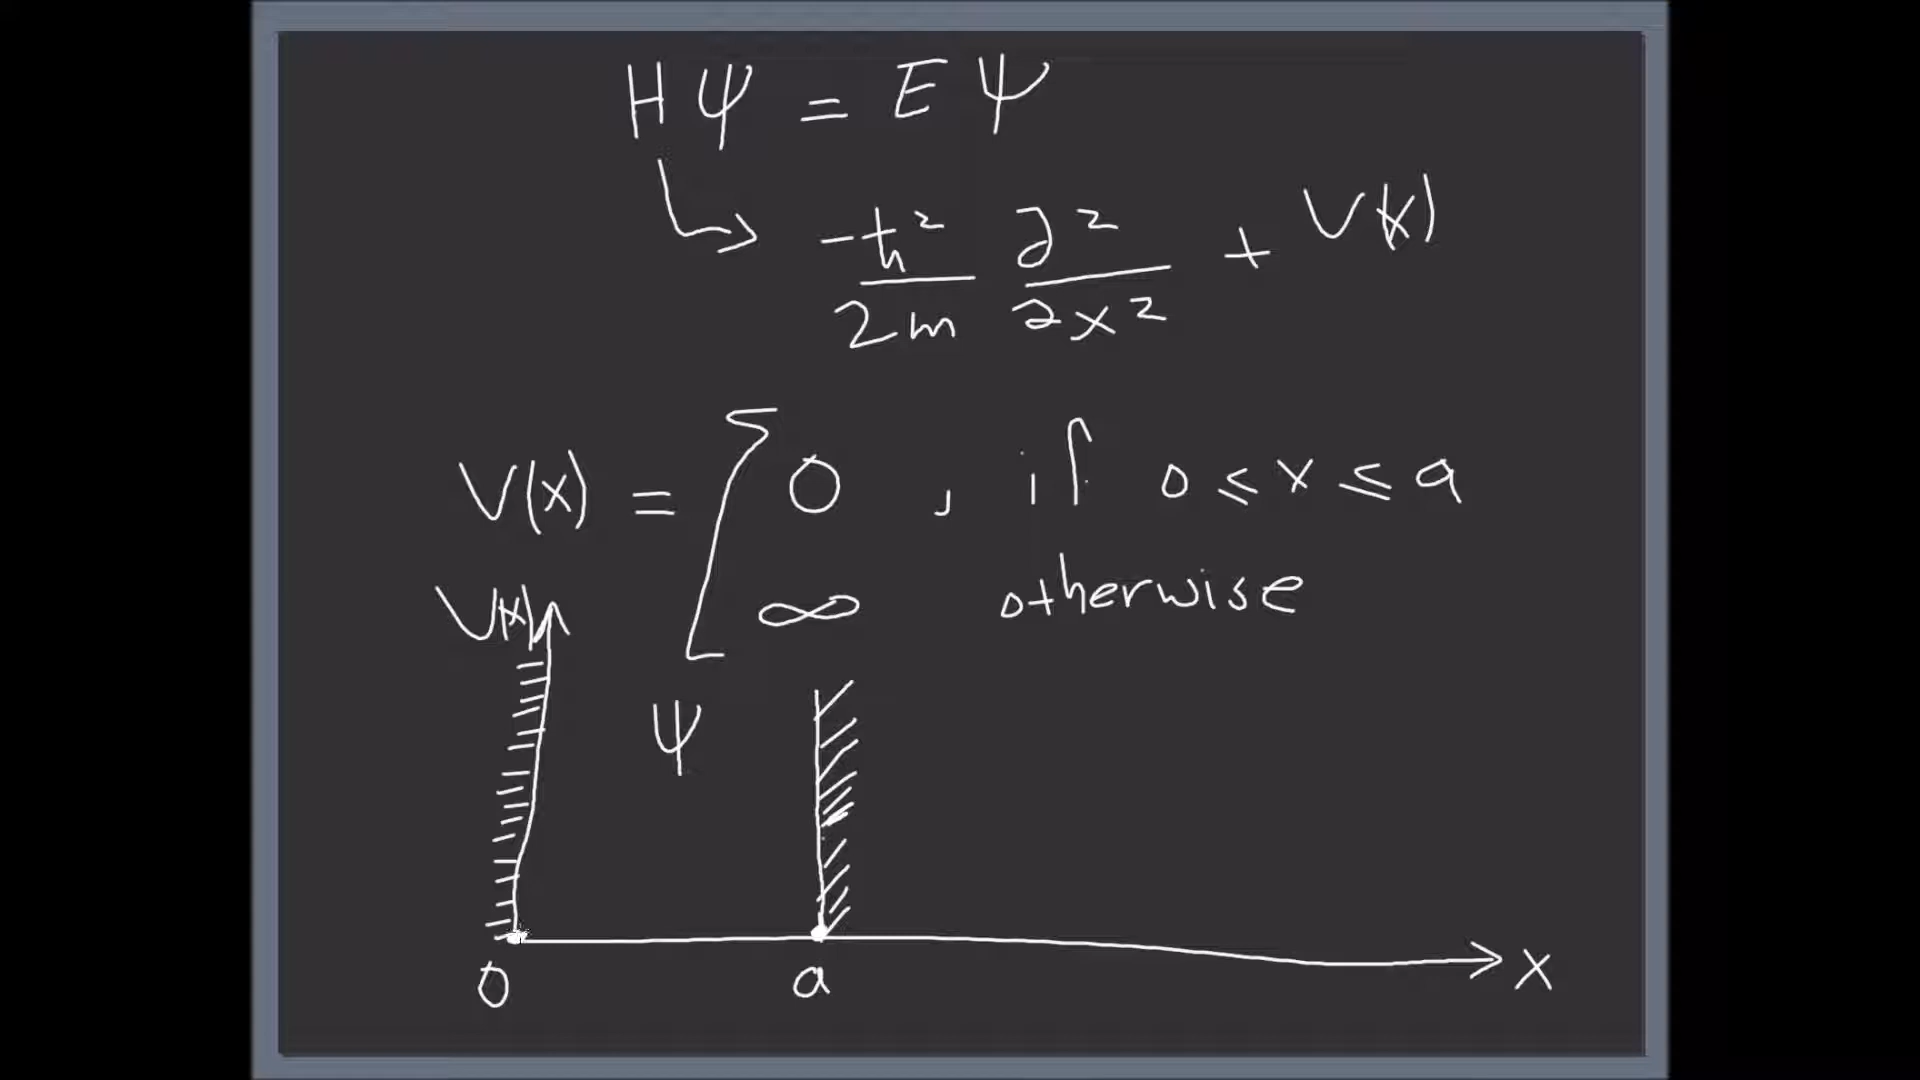 Hψ = Eψ
-ħ² ∂² + V(x)
2m ∂x²
V(x) = { 0 , if 0 ≤ x ≤ a
∞ otherwise
V(x)
ψ
0 a x